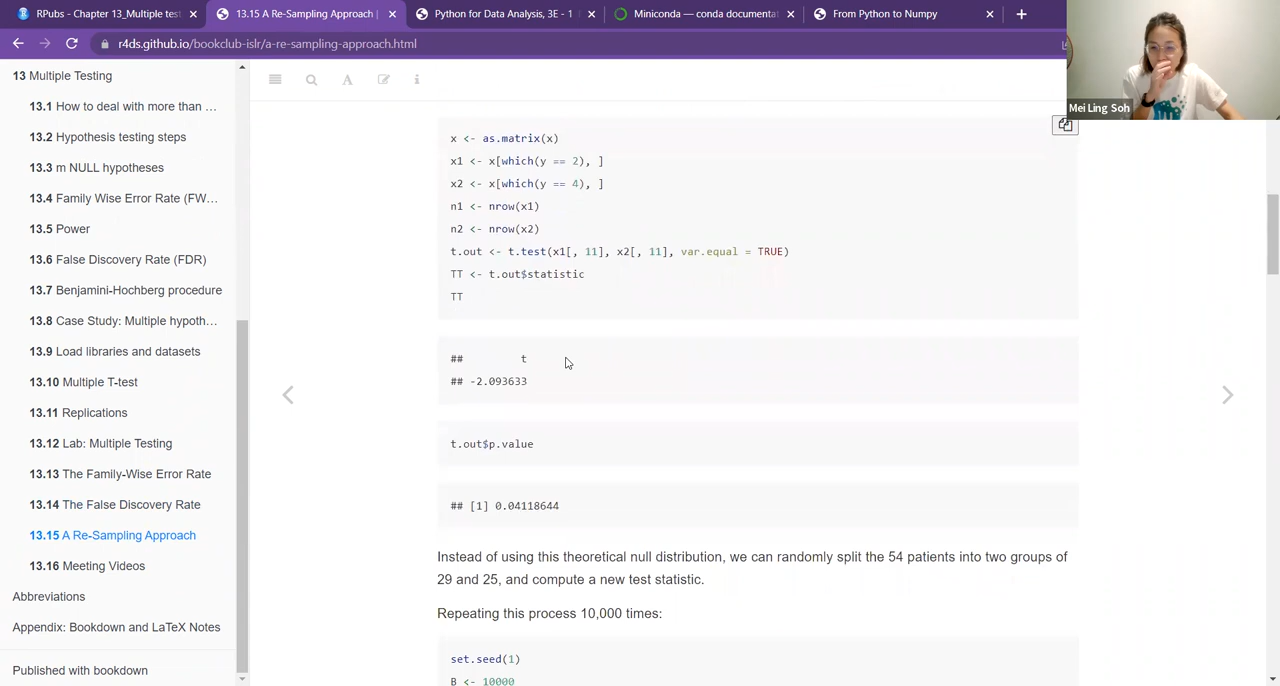 RPubs - Chapter 13_Multiple test
13.15 A Re-Sampling Approach |
Python for Data Analysis, 3E - 1
Miniconda — conda documentat
From Python to Numpy
r4ds.github.io/bookclub-islr/a-re-sampling-approach.html
Mei Ling Soh
13 Multiple Testing
13.1 How to deal with more than ...
13.2 Hypothesis testing steps
13.3 m NULL hypotheses
13.4 Family Wise Error Rate (FW...
13.5 Power
13.6 False Discovery Rate (FDR)
13.7 Benjamini-Hochberg procedure
13.8 Case Study: Multiple hypoth...
13.9 Load libraries and datasets
13.10 Multiple T-test
13.11 Replications
13.12 Lab: Multiple Testing
13.13 The Family-Wise Error Rate
13.14 The False Discovery Rate
13.15 A Re-Sampling Approach
13.16 Meeting Videos
Abbreviations
Appendix: Bookdown and LaTeX Notes
Published with bookdown
x <- as.matrix(x)
x1 <- x[which(y == 2), ]
x2 <- x[which(y == 4), ]
n1 <- nrow(x1)
n2 <- nrow(x2)
t.out <- t.test(x1[, 11], x2[, 11], var.equal = TRUE)
TT <- t.out$statistic
TT
## t
## -2.093633
t.out$p.value
## [1] 0.04118644
Instead of using this theoretical null distribution, we can randomly split the 54 patients into two groups of
29 and 25, and compute a new test statistic.
Repeating this process 10,000 times:
set.seed(1)
B <- 10000